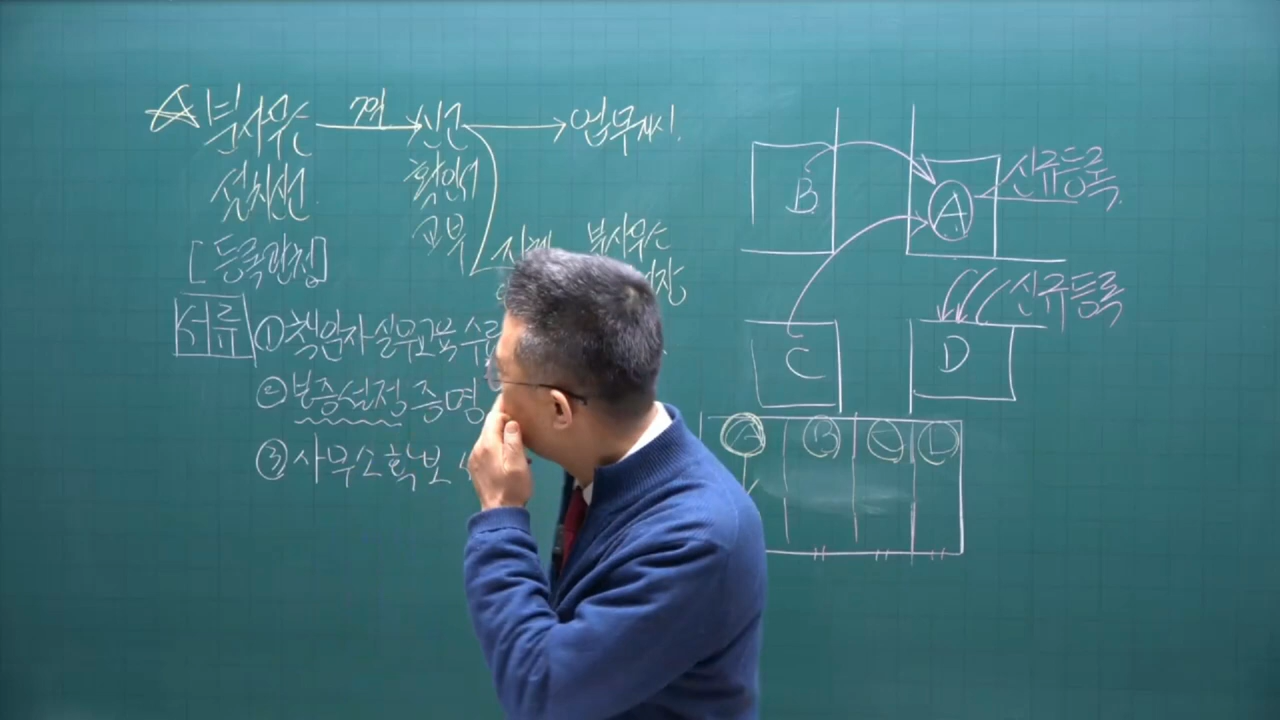 ☆ 분사무소 7일 신고 업무개시.
설치신고 확인서 교부
지체 분사무소
[등록관청]
서류 ① 책임자 실무교육 수료
② 보증설정 증명
③ 사무소 확보
B A 신규등록
C D 신규등록
A B C D